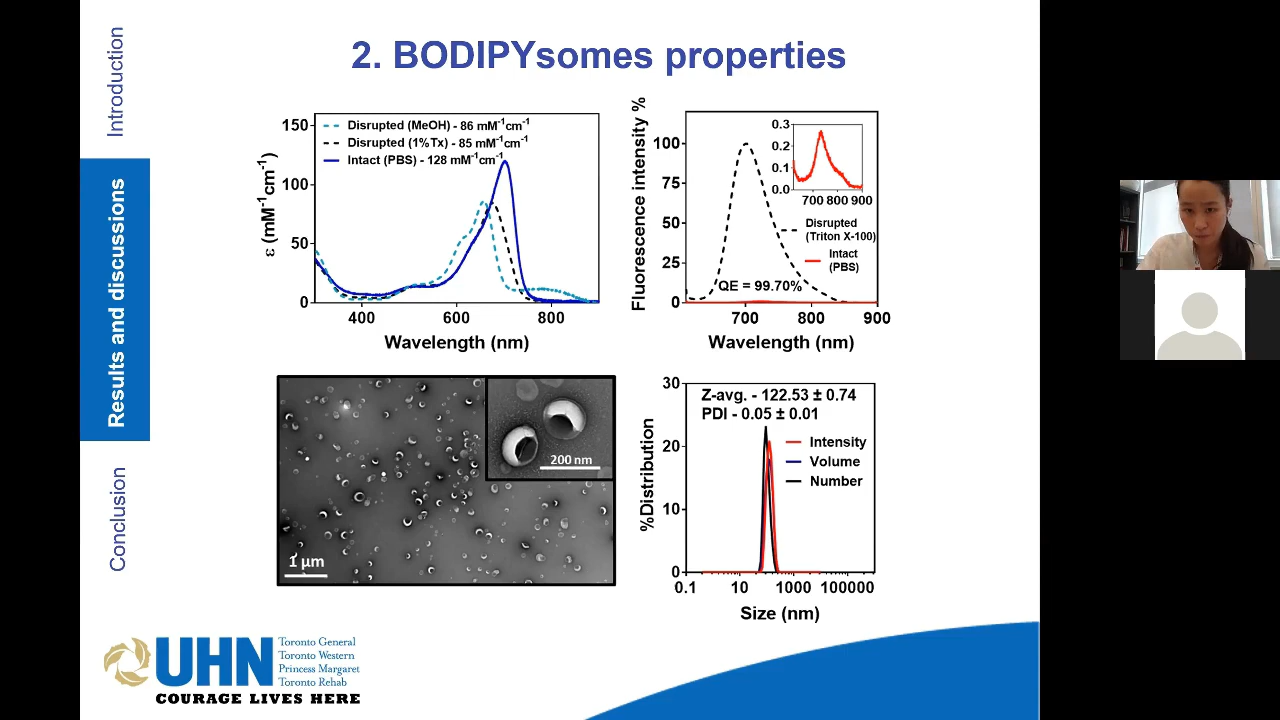 2. BODIPYsomes properties
Introduction
Results and discussions
Conclusion
Disrupted (MeOH) - 86 mM⁻¹cm⁻¹
Disrupted (1%Tx) - 85 mM⁻¹cm⁻¹
Intact (PBS) - 128 mM⁻¹cm⁻¹
150
100
50
0
ε (mM⁻¹cm⁻¹)
400 600 800
Wavelength (nm)
Fluorescence intensity %
100
75
50
25
0
0.3
0.2
0.1
0.0
700 800 900
Disrupted
(Triton X-100)
Intact
(PBS)
QE = 99.70%
700 800 900
Wavelength (nm)
200 nm
1 μm
%Distribution
30
20
10
0
Z-avg. - 122.53 ± 0.74
PDI - 0.05 ± 0.01
Intensity
Volume
Number
0.1 10 1000 100000
Size (nm)
UHN
Toronto General
Toronto Western
Princess Margaret
Toronto Rehab
COURAGE LIVES HERE